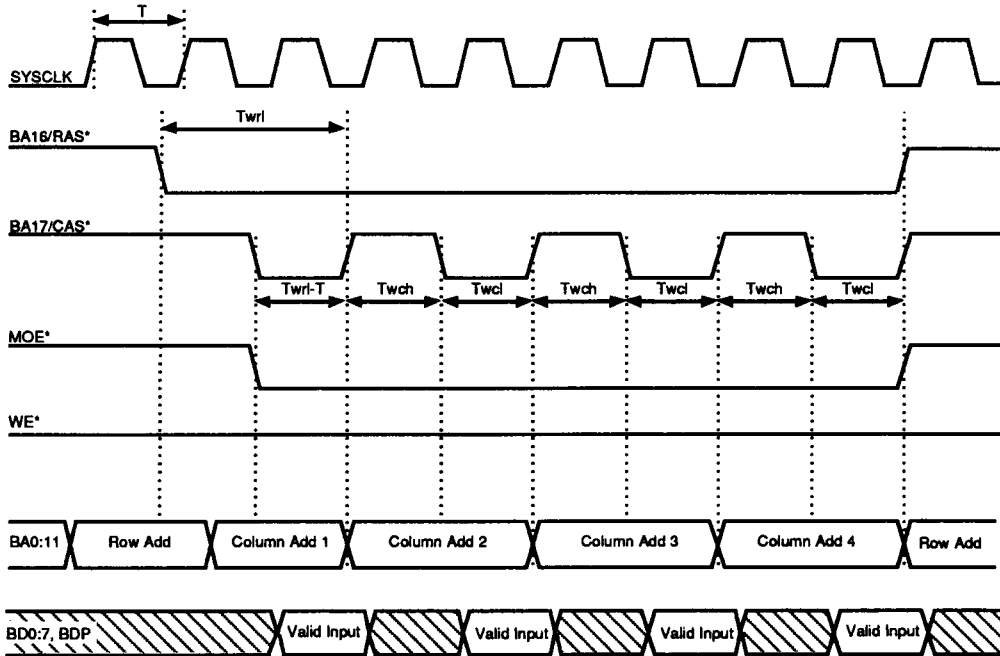 T
SYSCLK
Twrl
BA16/RAS*
BA17/CAS*
Twrl-T Twch Twcl Twch Twcl Twch Twcl
MOE*
WE*
BA0:11 Row Add Column Add 1 Column Add 2 Column Add 3 Column Add 4 Row Add
BD0:7, BDP Valid Input Valid Input Valid Input Valid Input